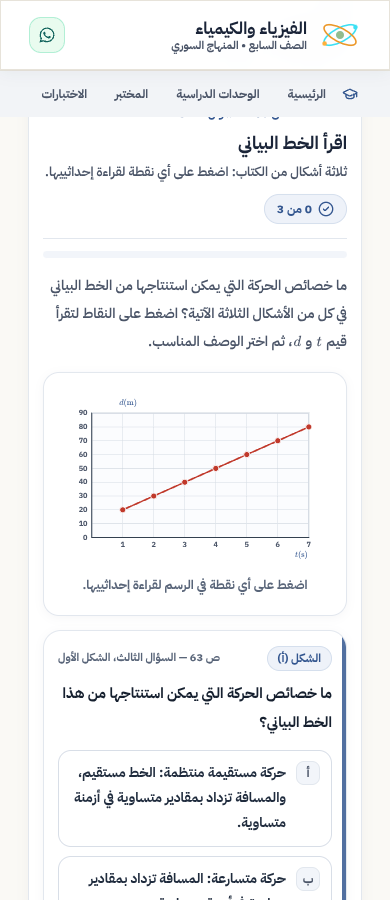 الفيزياء والكيمياء
الصف السابع • المنهاج السوري
الرئيسية
الوحدات الدراسية
المختبر
الاختبارات
اقرأ الخط البياني
ثلاثة أشكال من الكتاب: اضغط على أي نقطة لقراءة إحداثييها.
0 من 3
ما خصائص الحركة التي يمكن استنتاجها من الخط البياني
في كل من الأشكال الثلاثة الآتية؟ اضغط على النقاط لتقرأ
قيم t و d، ثم اختر الوصف المناسب.
d(m)
90
80
70
60
50
40
30
20
10
0
1 2 3 4 5 6 7
t(s)
اضغط على أي نقطة في الرسم لقراءة إحداثييها.
الشكل (أ)
ص 63 — السؤال الثالث، الشكل الأول
ما خصائص الحركة التي يمكن استنتاجها من هذا
الخط البياني؟
أ
حركة مستقيمة منتظمة: الخط مستقيم،
والمسافة تزداد بمقادير متساوية في أزمنة
متساوية.
ب
حركة متسارعة: المسافة تزداد بمقادير